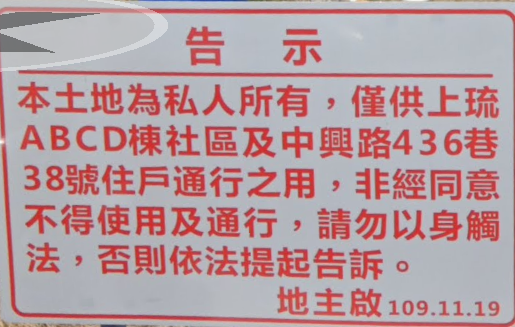 告 示
本土地為私人所有，僅供上琉
ABCD棟社區及中興路436巷
38號住戶通行之用，非經同意
不得使用及通行，請勿以身觸
法，否則依法提起告訴。
地主啟109.11.19